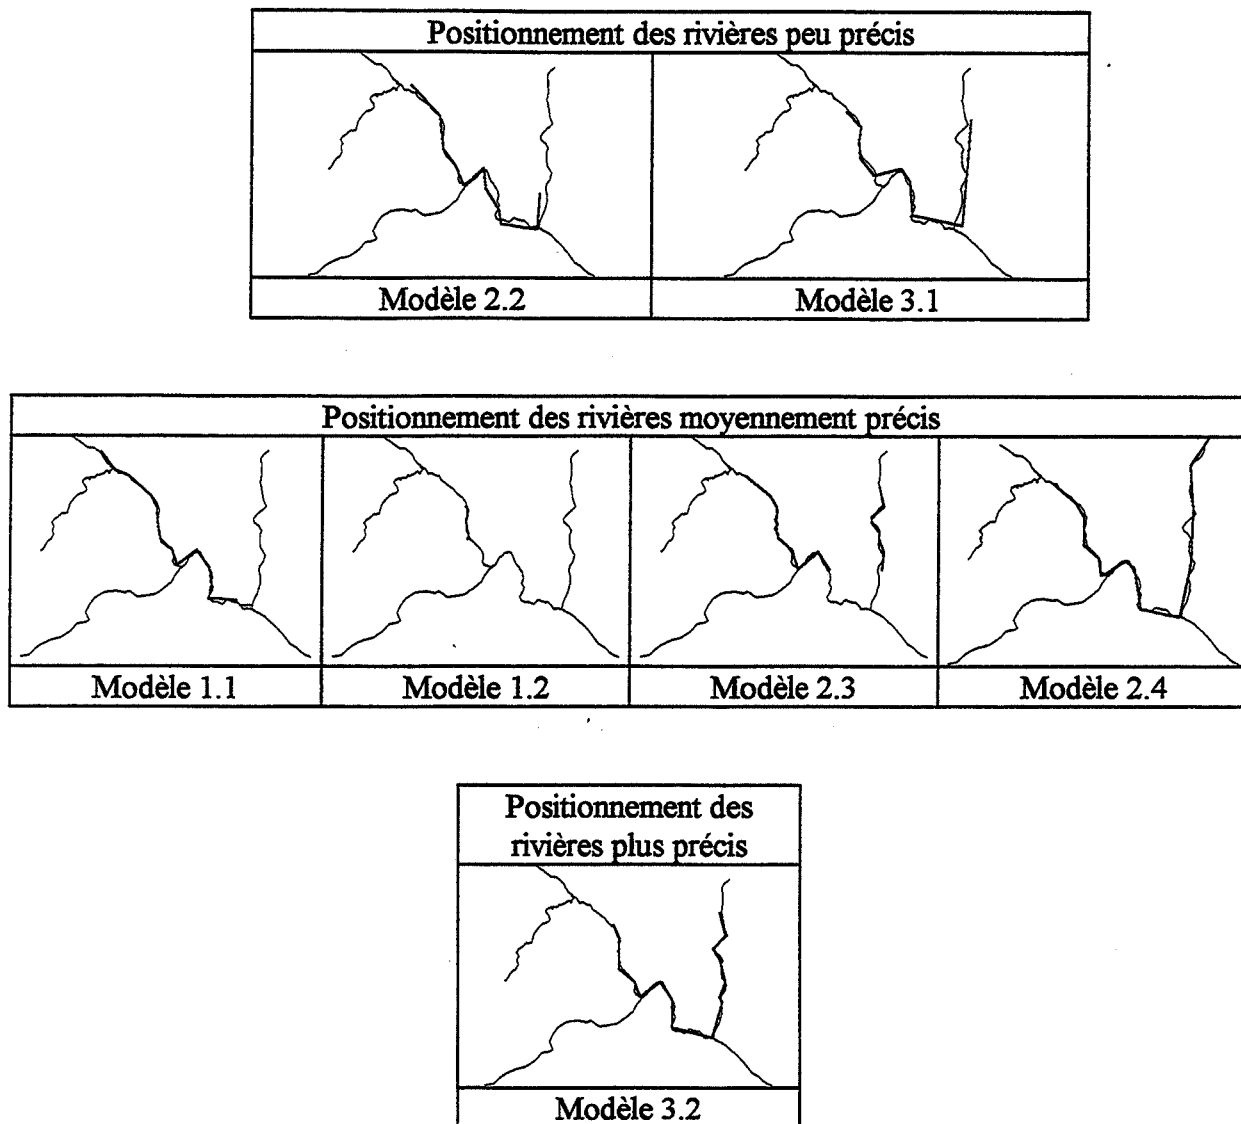 Positionnement des rivières peu précis
Modèle 2.2
Modèle 3.1
Positionnement des rivières moyennement précis
Modèle 1.1
Modèle 1.2
Modèle 2.3
Modèle 2.4
Positionnement des
rivières plus précis
Modèle 3.2